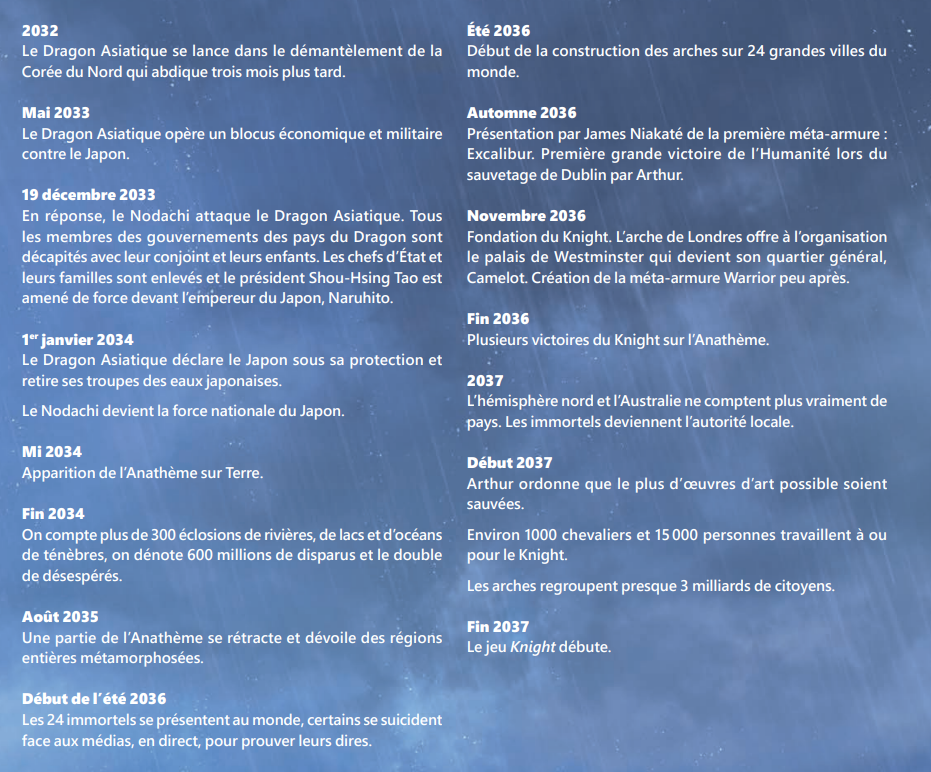 2032
Le Dragon Asiatique se lance dans le démantèlement de la
Corée du Nord qui abdique trois mois plus tard.
Mai 2033
Le Dragon Asiatique opère un blocus économique et militaire
contre le Japon.
19 décembre 2033
En réponse, le Nodachi attaque le Dragon Asiatique. Tous
les membres des gouvernements des pays du Dragon sont
décapités avec leur conjoint et leurs enfants. Les chefs d'État et
leurs familles sont enlevés et le président Shou-Hsing Tao est
amené de force devant l'empereur du Japon, Naruhito.
1er janvier 2034
Le Dragon Asiatique déclare le Japon sous sa protection et
retire ses troupes des eaux japonaises.
Le Nodachi devient la force nationale du Japon.
Mi 2034
Apparition de l'Anathème sur Terre.
Fin 2034
On compte plus de 300 éclosions de rivières, de lacs et d'océans
de ténèbres, on dénote 600 millions de disparus et le double
de désespérés.
Août 2035
Une partie de l'Anathème se rétracte et dévoile des régions
entières métamorphosées.
Début de l'été 2036
Les 24 immortels se présentent au monde, certains se suicident
face aux médias, en direct, pour prouver leurs dires.
Été 2036
Début de la construction des arches sur 24 grandes villes du
monde.
Automne 2036
Présentation par James Niakaté de la première méta-armure :
Excalibur. Première grande victoire de l'Humanité lors du
sauvetage de Dublin par Arthur.
Novembre 2036
Fondation du Knight. L'arche de Londres offre à l'organisation
le palais de Westminster qui devient son quartier général,
Camelot. Création de la méta-armure Warrior peu après.
Fin 2036
Plusieurs victoires du Knight sur l'Anathème.
2037
L'hémisphère nord et l'Australie ne comptent plus vraiment de
pays. Les immortels deviennent l'autorité locale.
Début 2037
Arthur ordonne que le plus d'œuvres d'art possible soient
sauvées.
Environ 1000 chevaliers et 15 000 personnes travaillent à ou
pour le Knight.
Les arches regroupent presque 3 milliards de citoyens.
Fin 2037
Le jeu Knight débute.